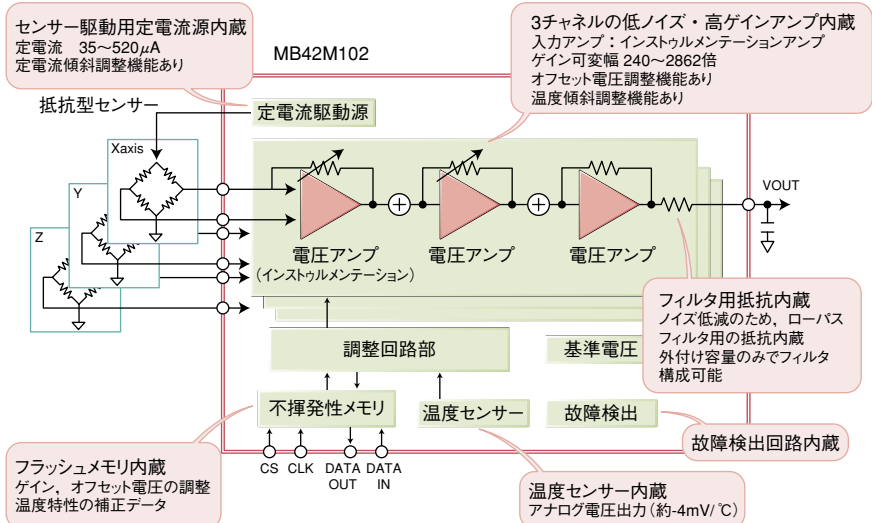 センサー駆動用定電流源内蔵
定電流　35～520μA
定電流傾斜調整機能あり
MB42M102
3チャネルの低ノイズ・高ゲインアンプ内蔵
入力アンプ：インストゥルメンテーションアンプ
ゲイン可変幅 240～2862倍
オフセット電圧調整機能あり
温度傾斜調整機能あり
抵抗型センサー
定電流駆動源
Xaxis
Y
Z
VOUT
電圧アンプ
(インストゥルメンテーション)
電圧アンプ
電圧アンプ
フィルタ用抵抗内蔵
ノイズ低減のため，ローパス
フィルタ用の抵抗内蔵
外付け容量のみでフィルタ
構成可能
調整回路部
基準電圧
不揮発性メモリ
温度センサー
故障検出
故障検出回路内蔵
フラッシュメモリ内蔵
ゲイン，オフセット電圧の調整
温度特性の補正データ
CS
CLK
DATA
OUT
DATA
IN
温度センサー内蔵
アナログ電圧出力(約-4mV/℃)